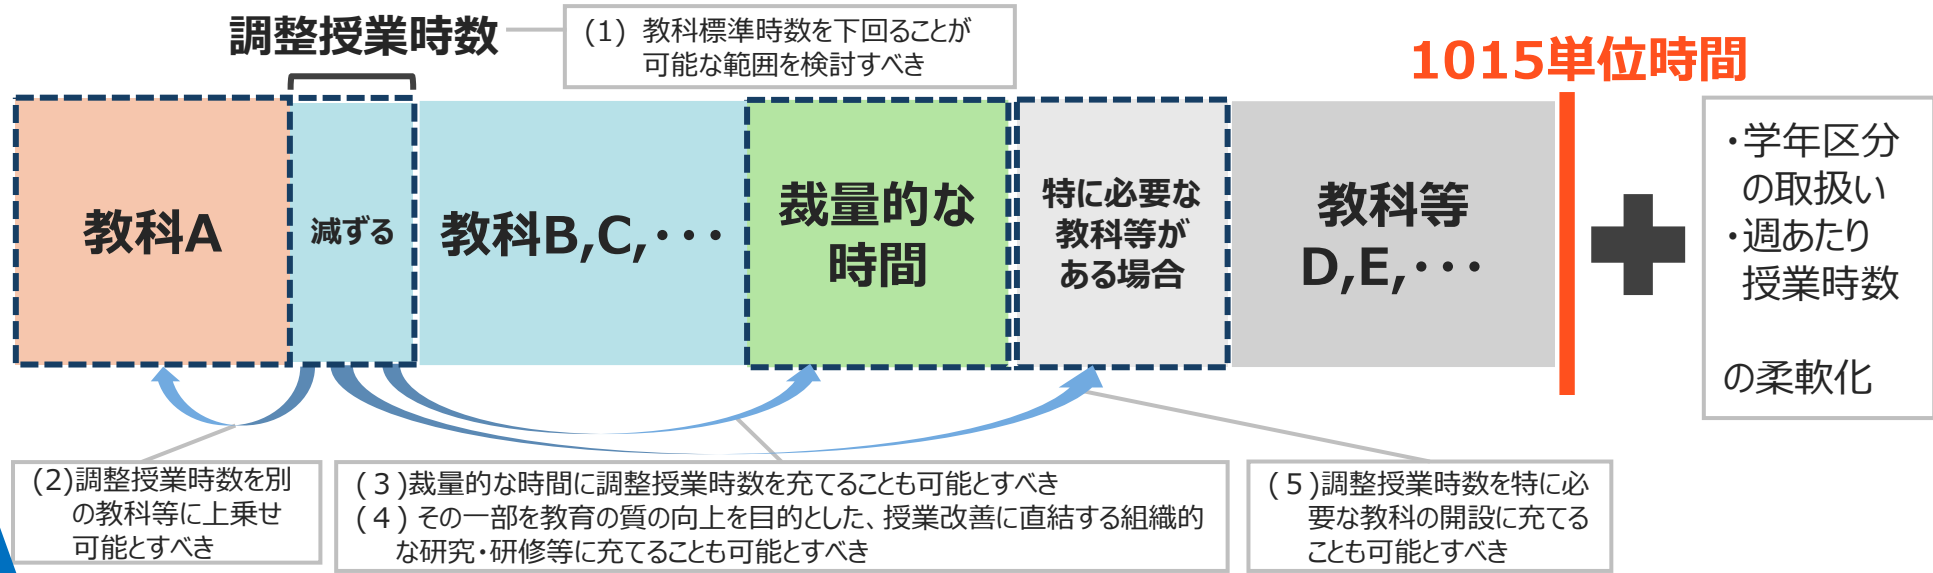 調整授業時数
(1) 教科標準時数を下回ることが
可能な範囲を検討すべき
1015単位時間
教科A
減ずる
教科B,C,・・・
裁量的な
時間
特に必要な
教科等が
ある場合
教科等
D,E,・・・
・学年区分
の取扱い
・週あたり
授業時数
の柔軟化
(2)調整授業時数を別
の教科等に上乗せ
可能とすべき
(３)裁量的な時間に調整授業時数を充てることも可能とすべき
(４) その一部を教育の質の向上を目的とした、授業改善に直結する組織的
な研究・研修等に充てることも可能とすべき
(５)調整授業時数を特に必
要な教科の開設に充てる
ことも可能とすべき